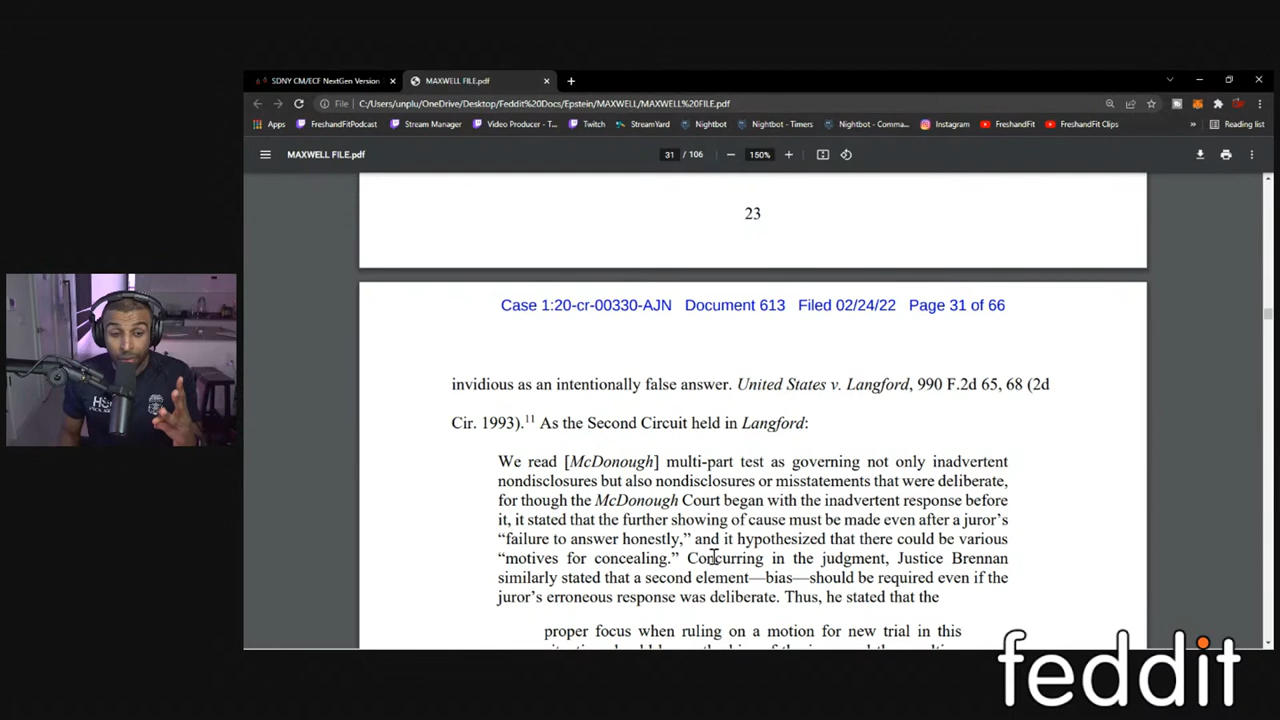 SDNY CM/ECF NextGen Version
MAXWELL FILE.pdf
File C:/Users/unplu/OneDrive/Desktop/Feddit%20Docs/Epstein/MAXWELL/MAXWELL%20FILE.pdf
Apps FreshandFitPodcast Stream Manager Video Producer - T... Twitch StreamYard Nightbot Nightbot - Timers Nightbot - Comma... Instagram FreshandFit FreshandFit Clips » Reading list
MAXWELL FILE.pdf 31 / 106 150%
23
Case 1:20-cr-00330-AJN Document 613 Filed 02/24/22 Page 31 of 66
invidious as an intentionally false answer. United States v. Langford, 990 F.2d 65, 68 (2d
Cir. 1993).11 As the Second Circuit held in Langford:
We read [McDonough] multi-part test as governing not only inadvertent
nondisclosures but also nondisclosures or misstatements that were deliberate,
for though the McDonough Court began with the inadvertent response before
it, it stated that the further showing of cause must be made even after a juror's
"failure to answer honestly," and it hypothesized that there could be various
"motives for concealing." Concurring in the judgment, Justice Brennan
similarly stated that a second element—bias—should be required even if the
juror's erroneous response was deliberate. Thus, he stated that the
proper focus when ruling on a motion for new trial in this
feddit